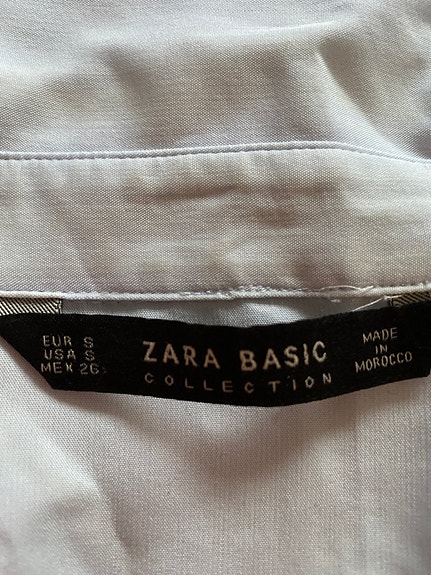 EUR S
USA S
MEX 26
ZARA BASIC
COLLECTION
MADE
IN
MOROCCO